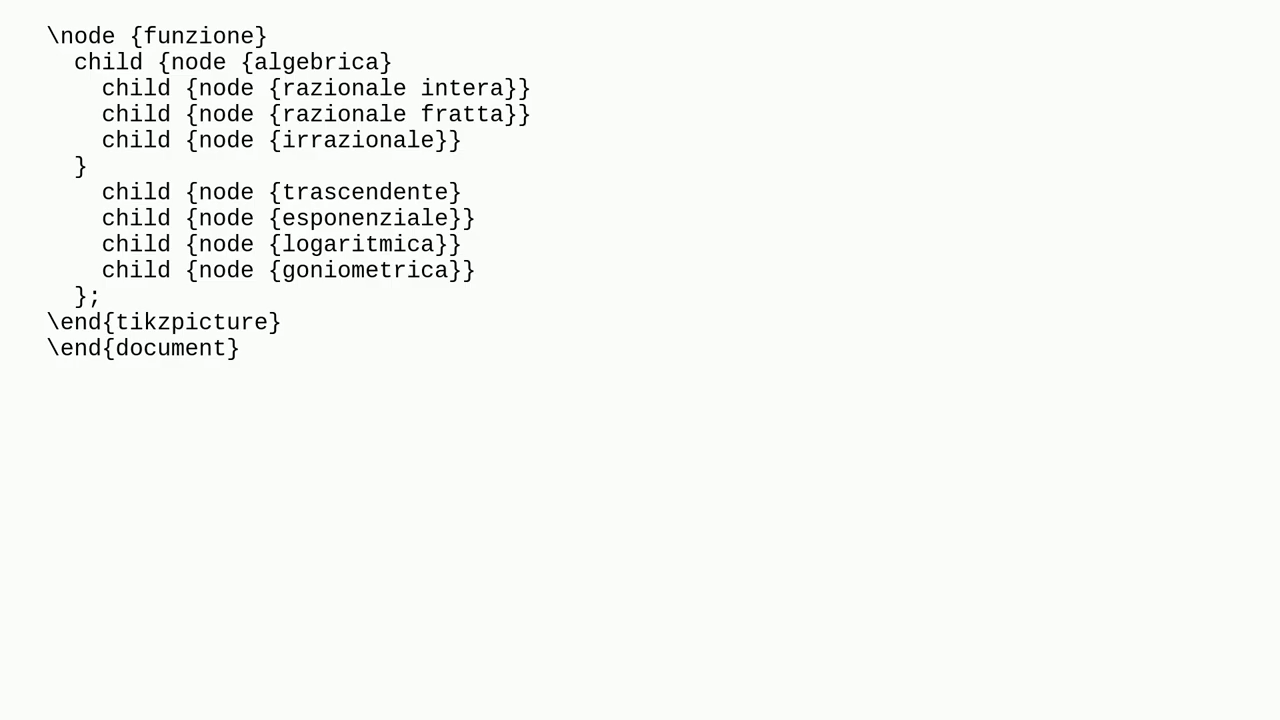 \node {funzione}
  child {node {algebrica}
    child {node {razionale intera}}
    child {node {razionale fratta}}
    child {node {irrazionale}}
  }
    child {node {trascendente}
    child {node {esponenziale}}
    child {node {logaritmica}}
    child {node {goniometrica}}
  };
\end{tikzpicture}
\end{document}